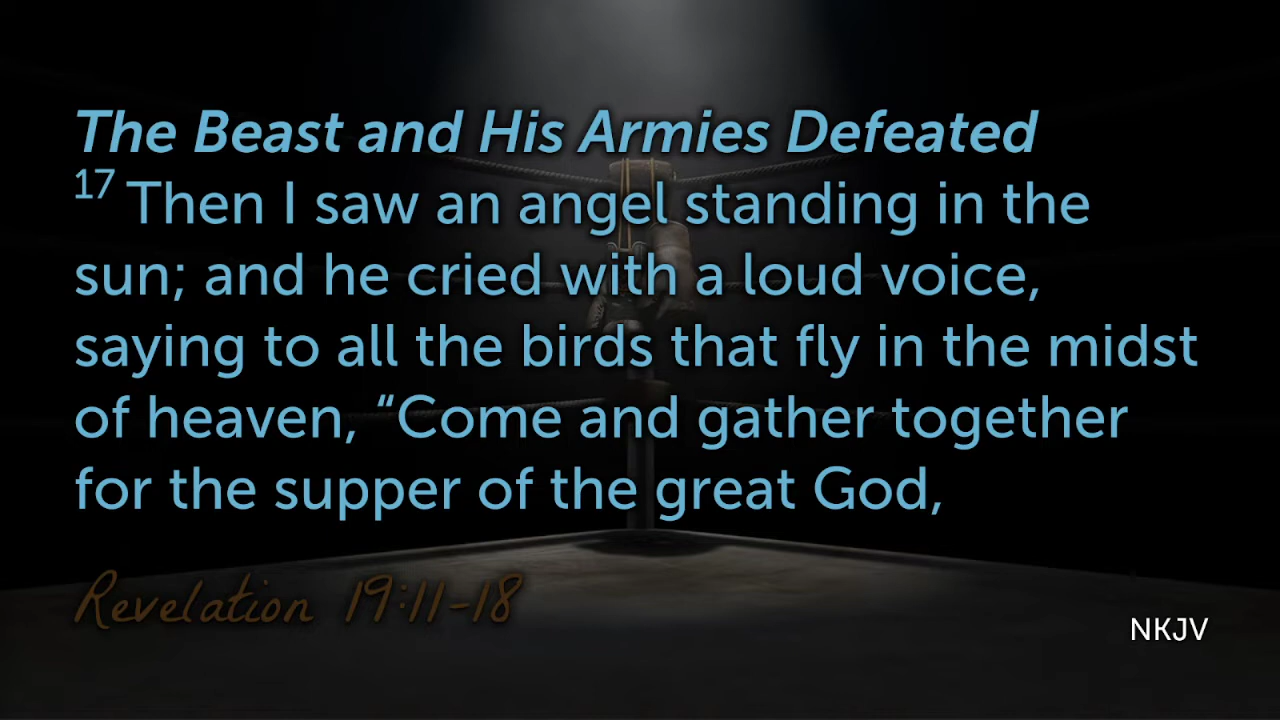 The Beast and His Armies Defeated
17 Then I saw an angel standing in the
sun; and he cried with a loud voice,
saying to all the birds that fly in the midst
of heaven, “Come and gather together
for the supper of the great God,
Revelation 19:11-18
NKJV